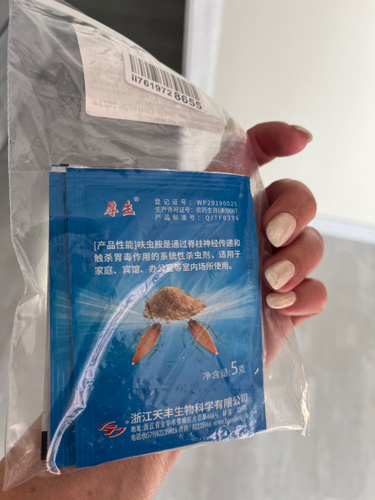 ii7619728655
厚生
登记证号：WP20190025
生产许可证号：农药生许(浙)0007
产品标准号：Q/TF0396
[产品性能]呋虫胺是通过脊柱神经传递和
触杀胃毒作用的系统性杀虫剂，适用于
家庭、宾馆、办公室等室内场所使用。
净含量:5克
浙江天丰生物科学有限公司